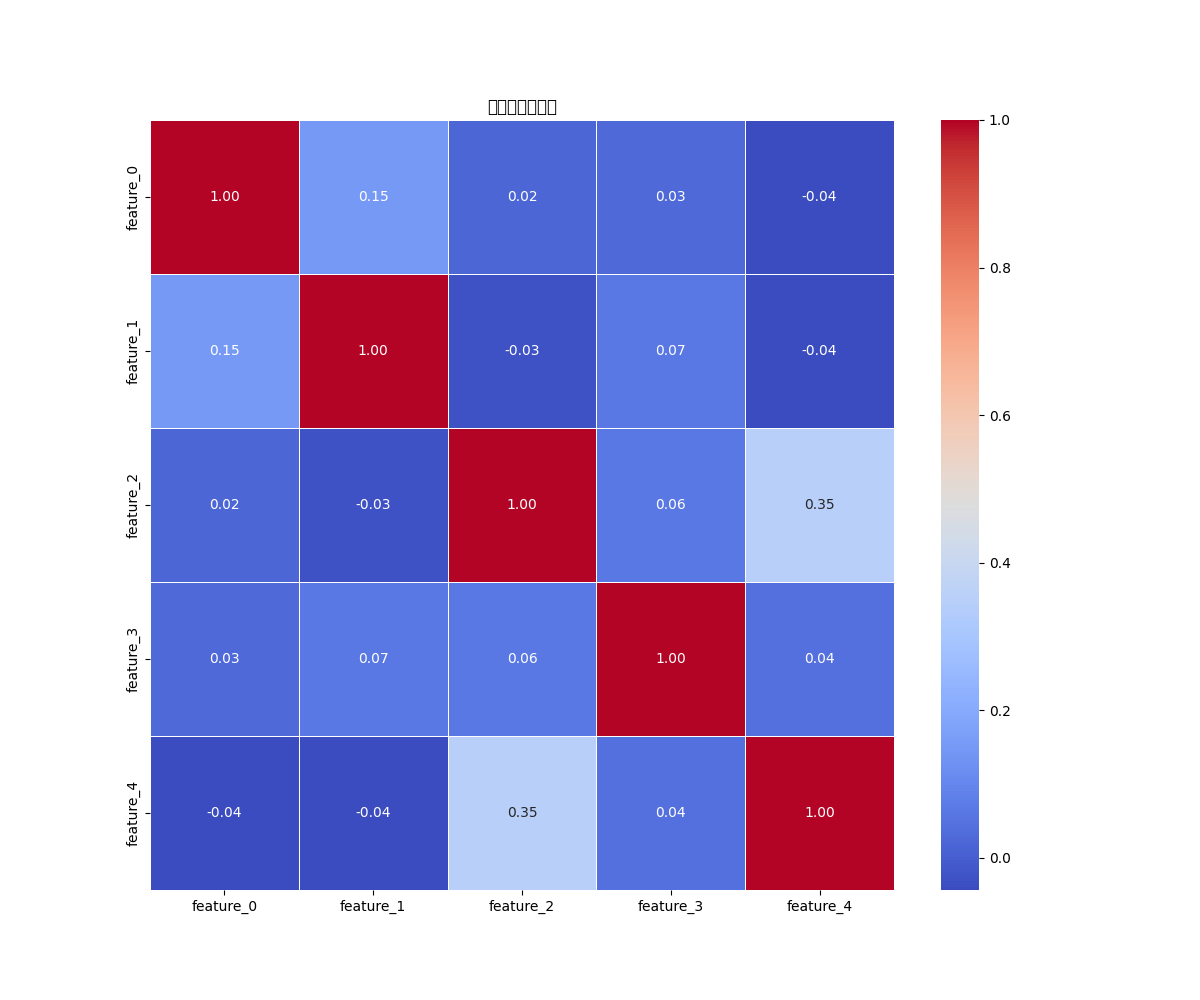 feature_0 1.00 0.15 0.02 0.03 -0.04
feature_1 0.15 1.00 -0.03 0.07 -0.04
feature_2 0.02 -0.03 1.00 0.06 0.35
feature_3 0.03 0.07 0.06 1.00 0.04
feature_4 -0.04 -0.04 0.35 0.04 1.00
feature_0 feature_1 feature_2 feature_3 feature_4
1.0
0.8
0.6
0.4
0.2
0.0